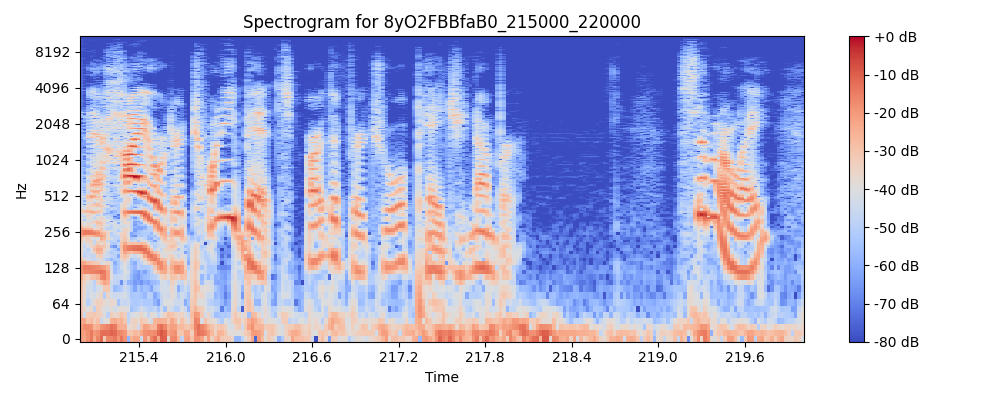 Spectrogram for 8yO2FBBfaB0_215000_220000
Hz
8192
4096
2048
1024
512
256
128
64
0
215.4 216.0 216.6 217.2 217.8 218.4 219.0 219.6
Time
+0 dB
-10 dB
-20 dB
-30 dB
-40 dB
-50 dB
-60 dB
-70 dB
-80 dB